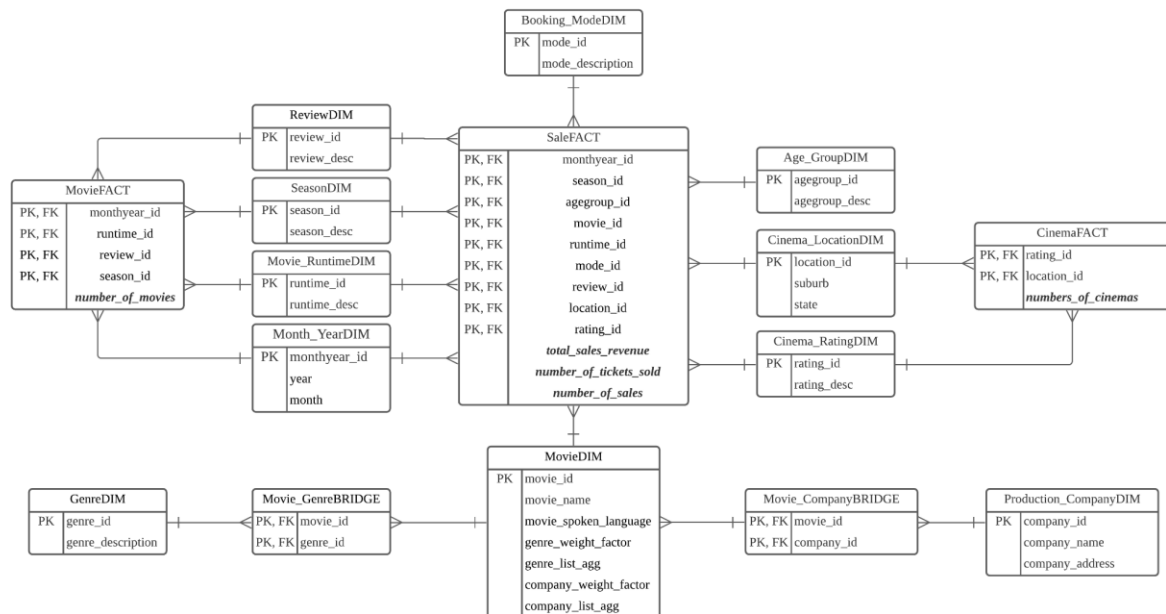 Booking_ModeDIM
PK mode_id
mode_description
ReviewDIM
PK review_id
review_desc
SaleFACT
PK, FK monthyear_id
PK, FK season_id
PK, FK agegroup_id
PK, FK movie_id
PK, FK runtime_id
PK, FK mode_id
PK, FK review_id
PK, FK location_id
PK, FK rating_id
total_sales_revenue
number_of_tickets_sold
number_of_sales
Age_GroupDIM
PK agegroup_id
agegroup_desc
MovieFACT
PK, FK monthyear_id
PK, FK runtime_id
PK, FK review_id
PK, FK season_id
number_of_movies
SeasonDIM
PK season_id
season_desc
Cinema_LocationDIM
PK location_id
suburb
state
CinemaFACT
PK, FK rating_id
PK, FK location_id
numbers_of_cinemas
Movie_RuntimeDIM
PK runtime_id
runtime_desc
Month_YearDIM
PK monthyear_id
year
month
Cinema_RatingDIM
PK rating_id
rating_desc
MovieDIM
PK movie_id
movie_name
movie_spoken_language
genre_weight_factor
genre_list_agg
company_weight_factor
company_list_agg
GenreDIM
PK genre_id
genre_description
Movie_GenreBRIDGE
PK, FK movie_id
PK, FK genre_id
Movie_CompanyBRIDGE
PK, FK movie_id
PK, FK company_id
Production_CompanyDIM
PK company_id
company_name
company_address